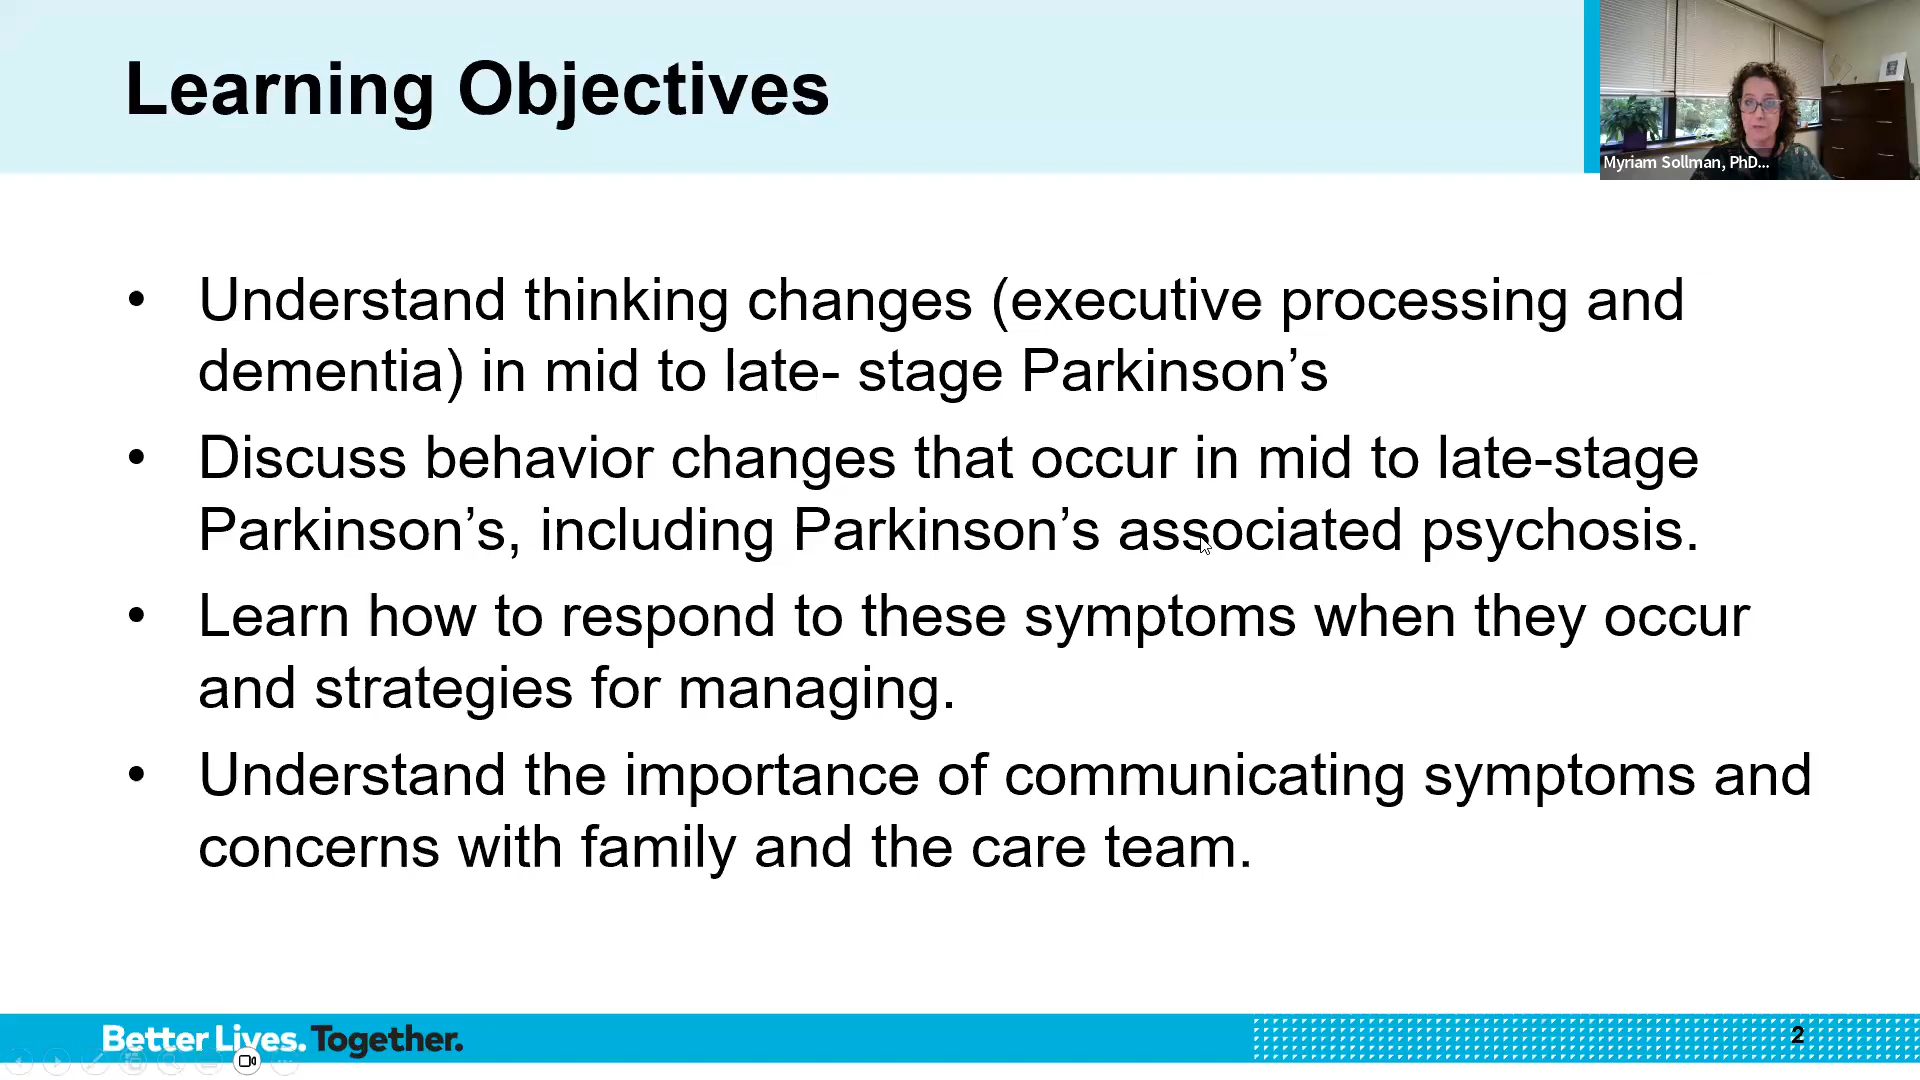 Learning Objectives
Myriam Sollman, PhD...
• Understand thinking changes (executive processing and
dementia) in mid to late- stage Parkinson’s
• Discuss behavior changes that occur in mid to late-stage
Parkinson’s, including Parkinson’s associated psychosis.
• Learn how to respond to these symptoms when they occur
and strategies for managing.
• Understand the importance of communicating symptoms and
concerns with family and the care team.
Better Lives. Together.
2